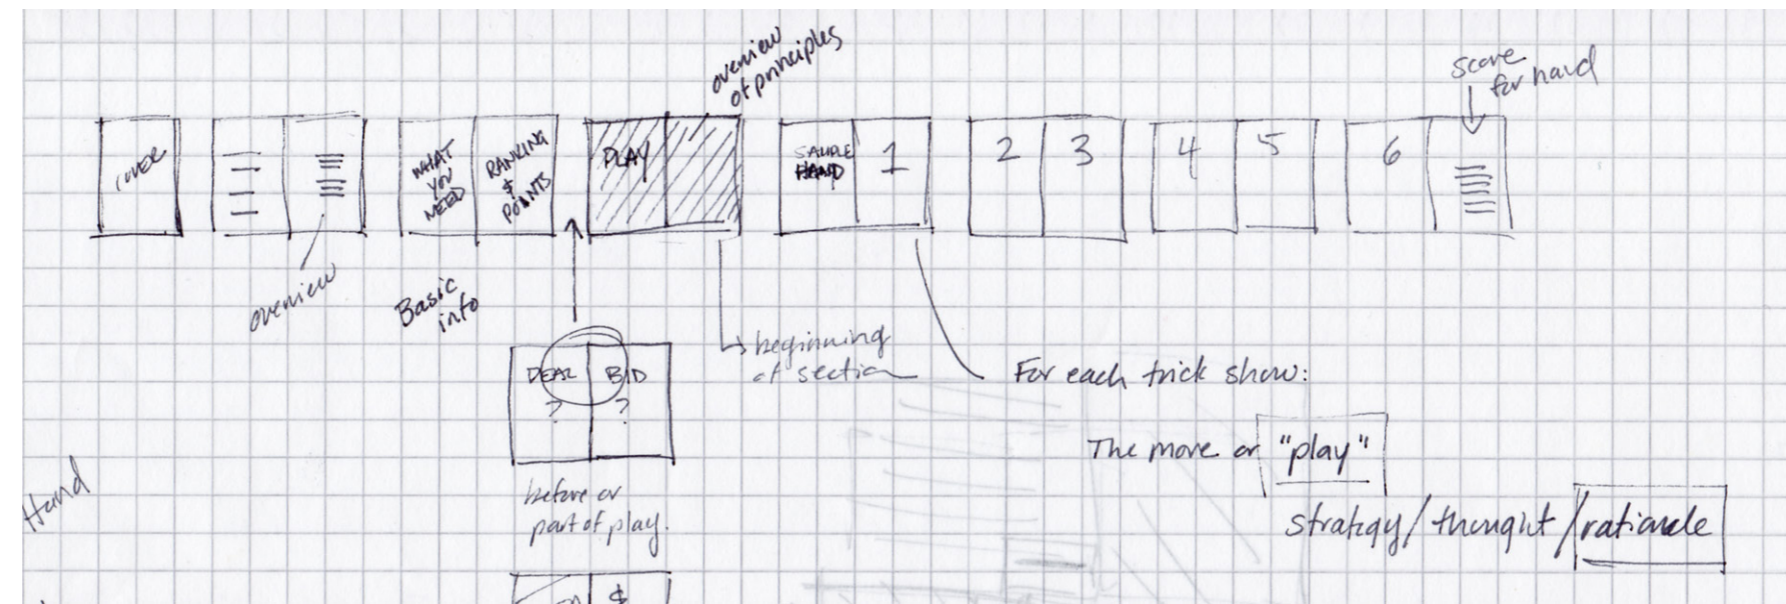 overview
of principles
score
for hand
COVER
WHAT
YOU
NEED
RANKING
&
POINTS
PLAY
SAMPLE
HAND
1
2
3
4
5
6
overview
Basic
info
DEAL
?
BID
?
beginning
of section
For each trick show:
The move or "play"
before or
part of play.
Hand
strategy/thought/rationale
$